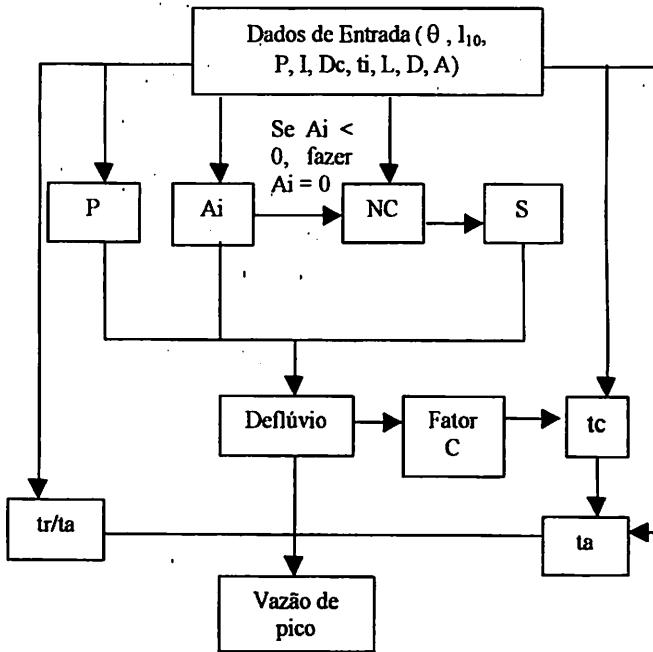 Dados de Entrada ( θ , I₁₀,
P, I, Dc, ti, L, D, A)
Se Ai <
0, fazer
Ai = 0
P
Ai
NC
S
Deflúvio
Fator
C
tc
tr/ta
ta
Vazão de
pico